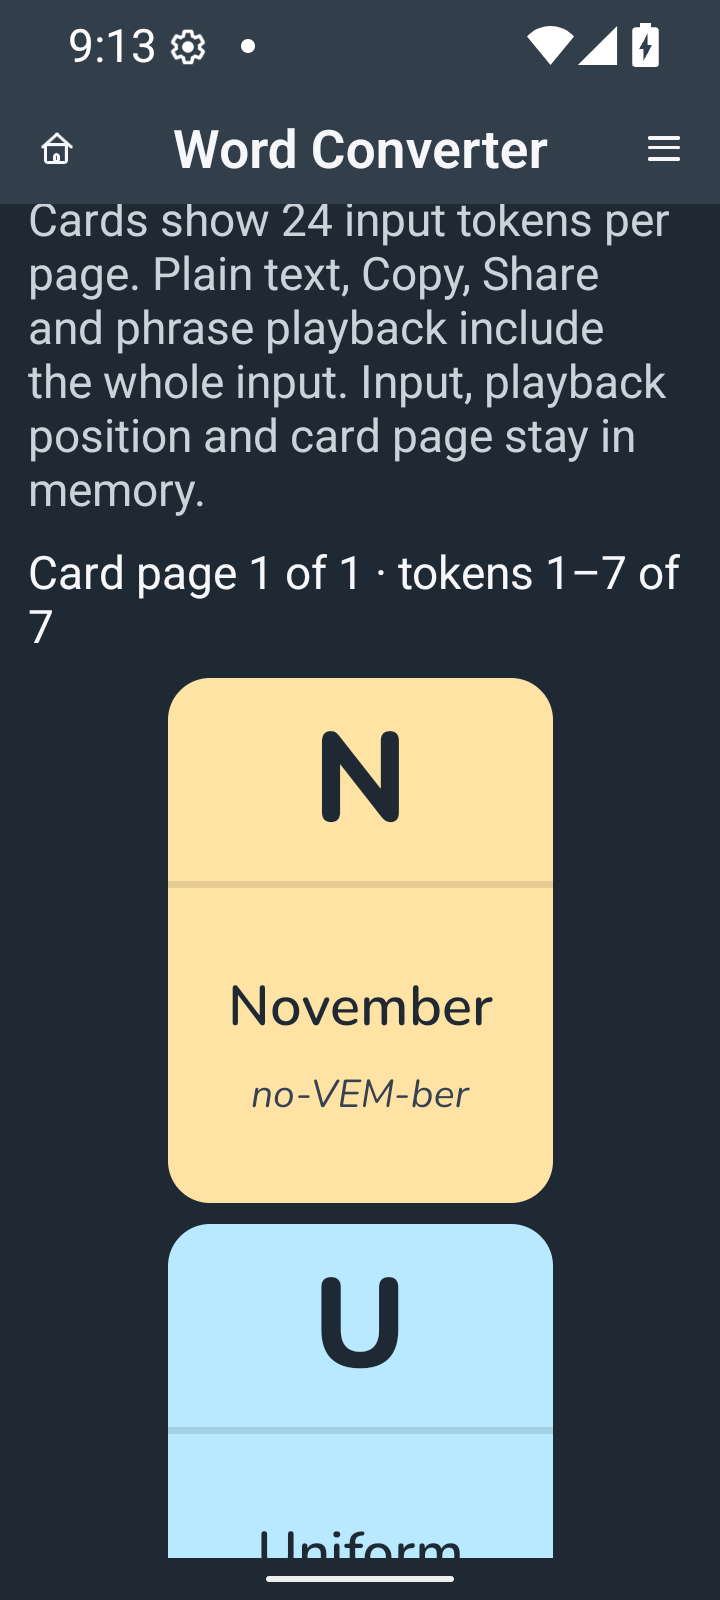 9:13
Word Converter
Cards show 24 input tokens per
page. Plain text, Copy, Share
and phrase playback include
the whole input. Input, playback
position and card page stay in
memory.
Card page 1 of 1 · tokens 1–7 of
7
N
November
no-VEM-ber
U
Uniform